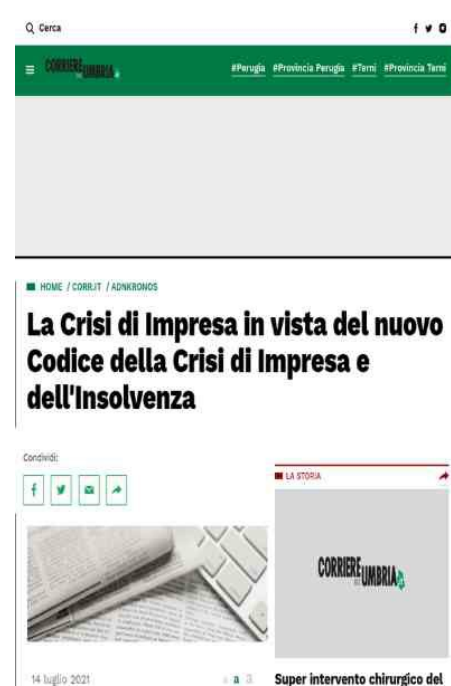 Cerca
CORRIERE DELL'UMBRIA
#Perugia #Provincia Perugia #Terni #Provincia Terni
HOME / CORR.IT / ADNKRONOS
La Crisi di Impresa in vista del nuovo
Codice della Crisi di Impresa e
dell'Insolvenza
Condividi:
LA STORIA
CORRIERE DELL'UMBRIA
14 luglio 2021
a
Super intervento chirurgico del